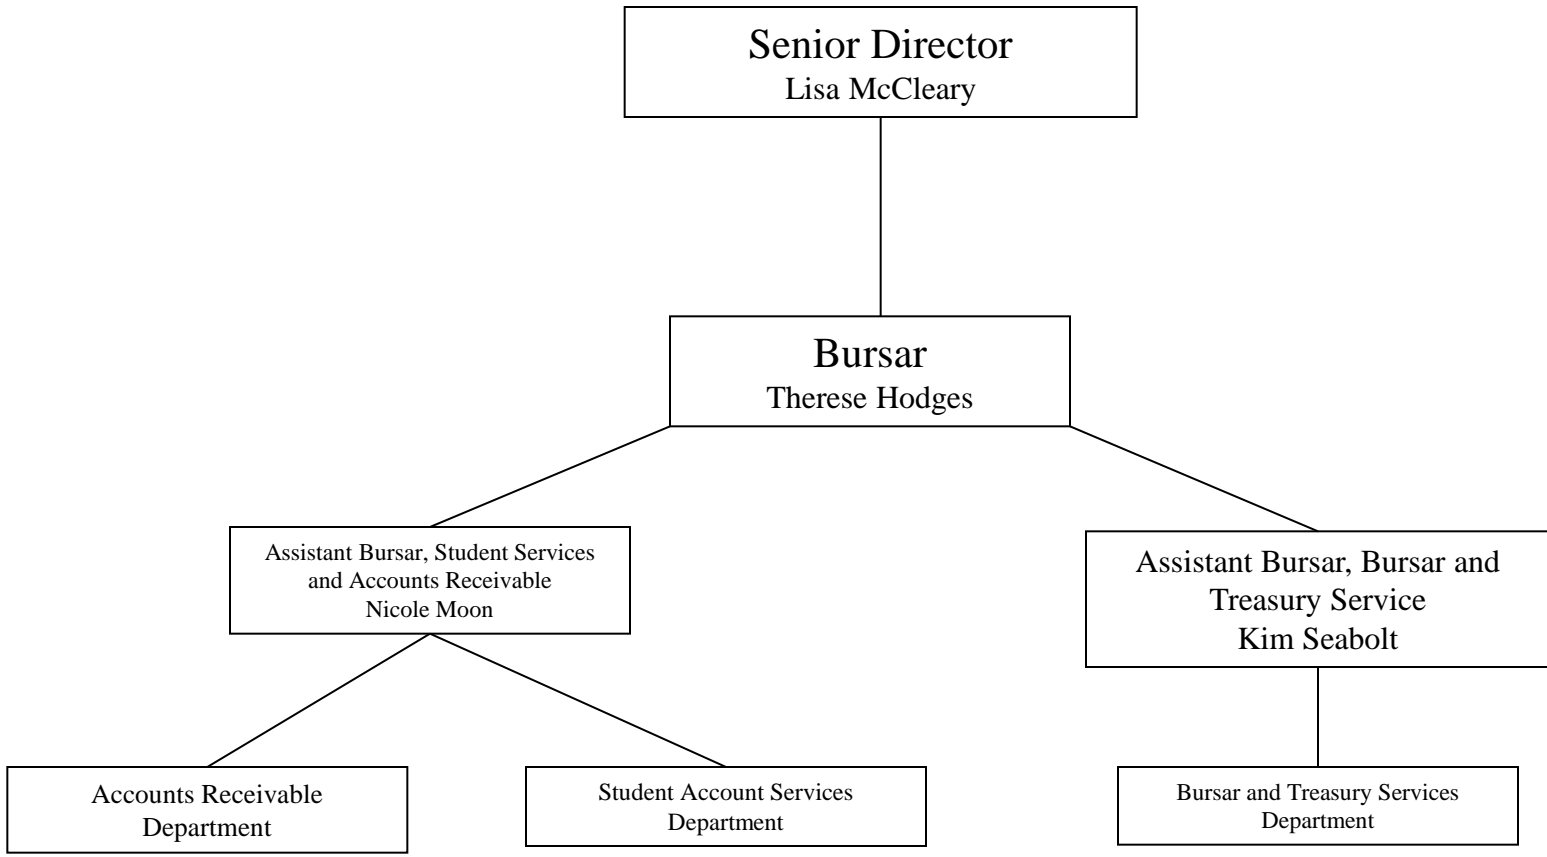 Senior Director
Lisa McCleary
Bursar
Therese Hodges
Assistant Bursar, Student Services
and Accounts Receivable
Nicole Moon
Assistant Bursar, Bursar and
Treasury Service
Kim Seabolt
Accounts Receivable
Department
Student Account Services
Department
Bursar and Treasury Services
Department